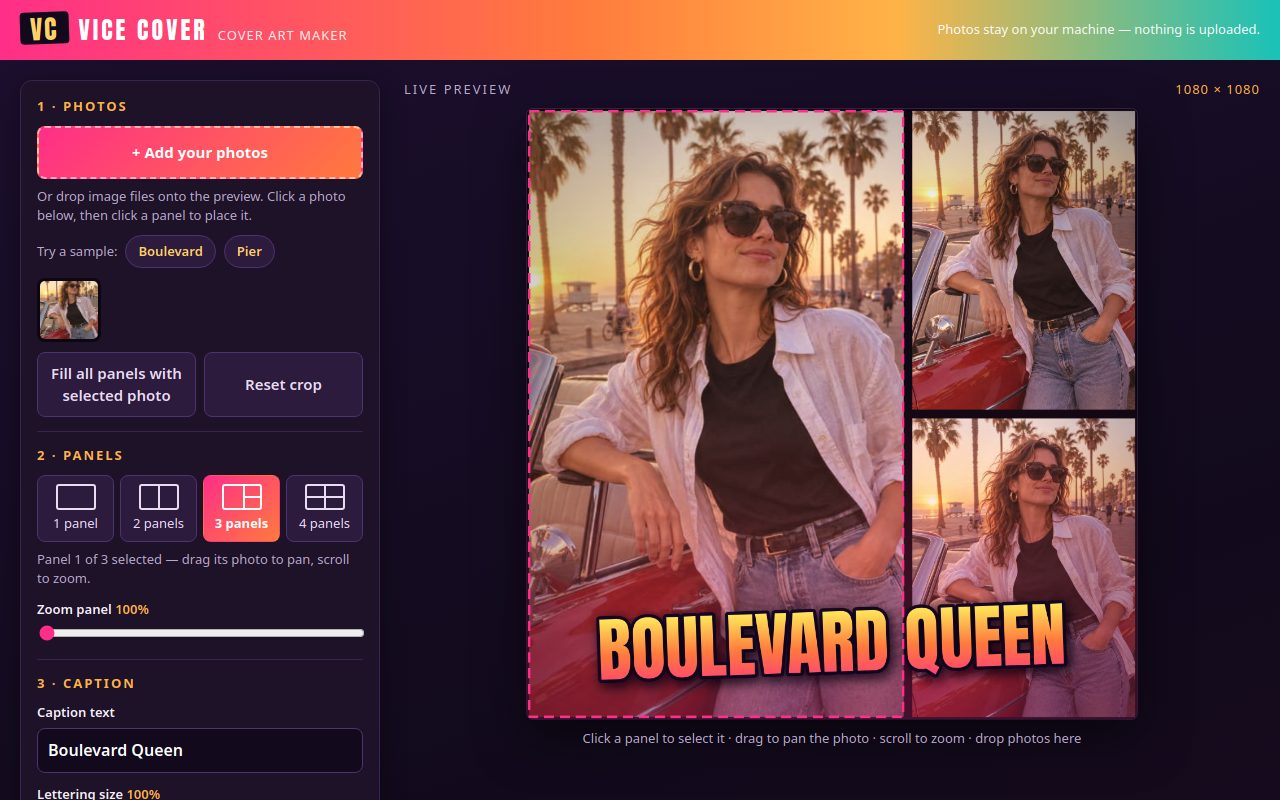 VC VICE COVER COVER ART MAKER
Photos stay on your machine — nothing is uploaded.
1 · PHOTOS
+ Add your photos
Or drop image files onto the preview. Click a photo
below, then click a panel to place it.
Try a sample: Boulevard Pier
Fill all panels with
selected photo
Reset crop
2 · PANELS
1 panel
2 panels
3 panels
4 panels
Panel 1 of 3 selected — drag its photo to pan, scroll
to zoom.
Zoom panel 100%
3 · CAPTION
Caption text
Boulevard Queen
Lettering size 100%
LIVE PREVIEW
1080 × 1080
BOULEVARD QUEEN
Click a panel to select it · drag to pan the photo · scroll to zoom · drop photos here